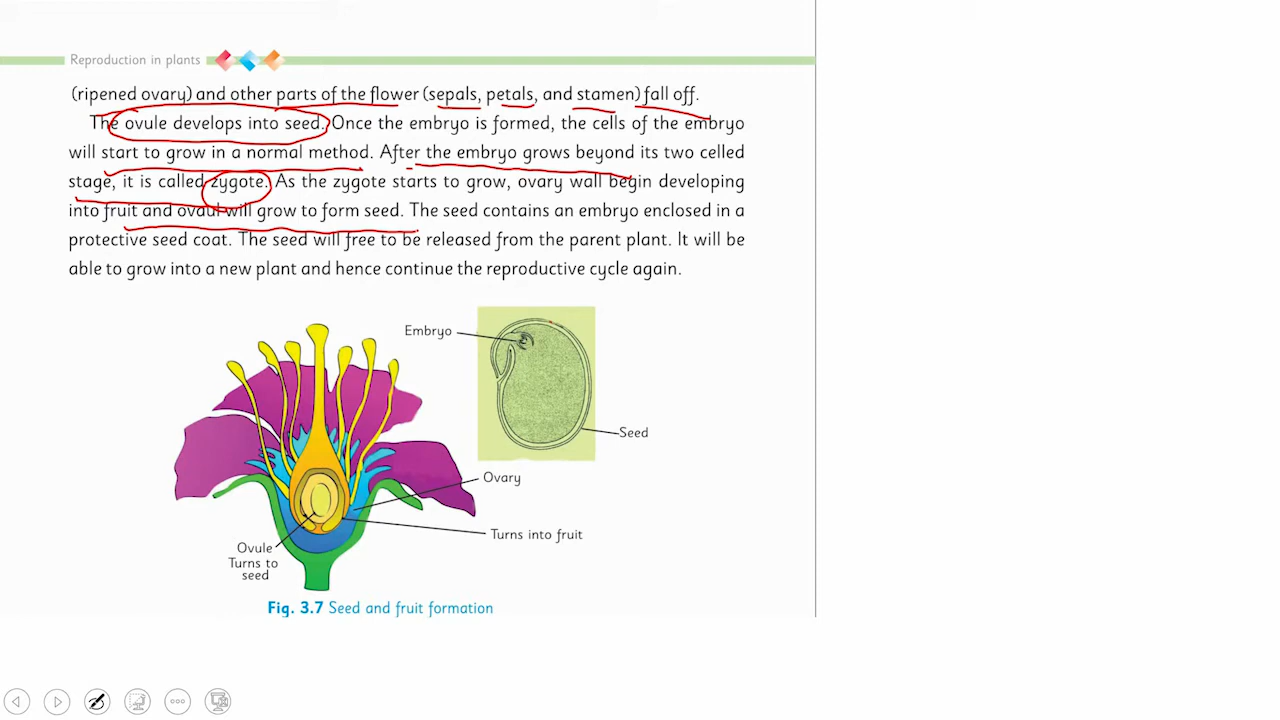 Reproduction in plants
(ripened ovary) and other parts of the flower (sepals, petals, and stamen) fall off.
The ovule develops into seed. Once the embryo is formed, the cells of the embryo
will start to grow in a normal method. After the embryo grows beyond its two celled
stage, it is called zygote. As the zygote starts to grow, ovary wall begin developing
into fruit and ovaul will grow to form seed. The seed contains an embryo enclosed in a
protective seed coat. The seed will free to be released from the parent plant. It will be
able to grow into a new plant and hence continue the reproductive cycle again.
Embryo
Seed
Ovary
Turns into fruit
Ovule
Turns to
seed
Fig. 3.7 Seed and fruit formation